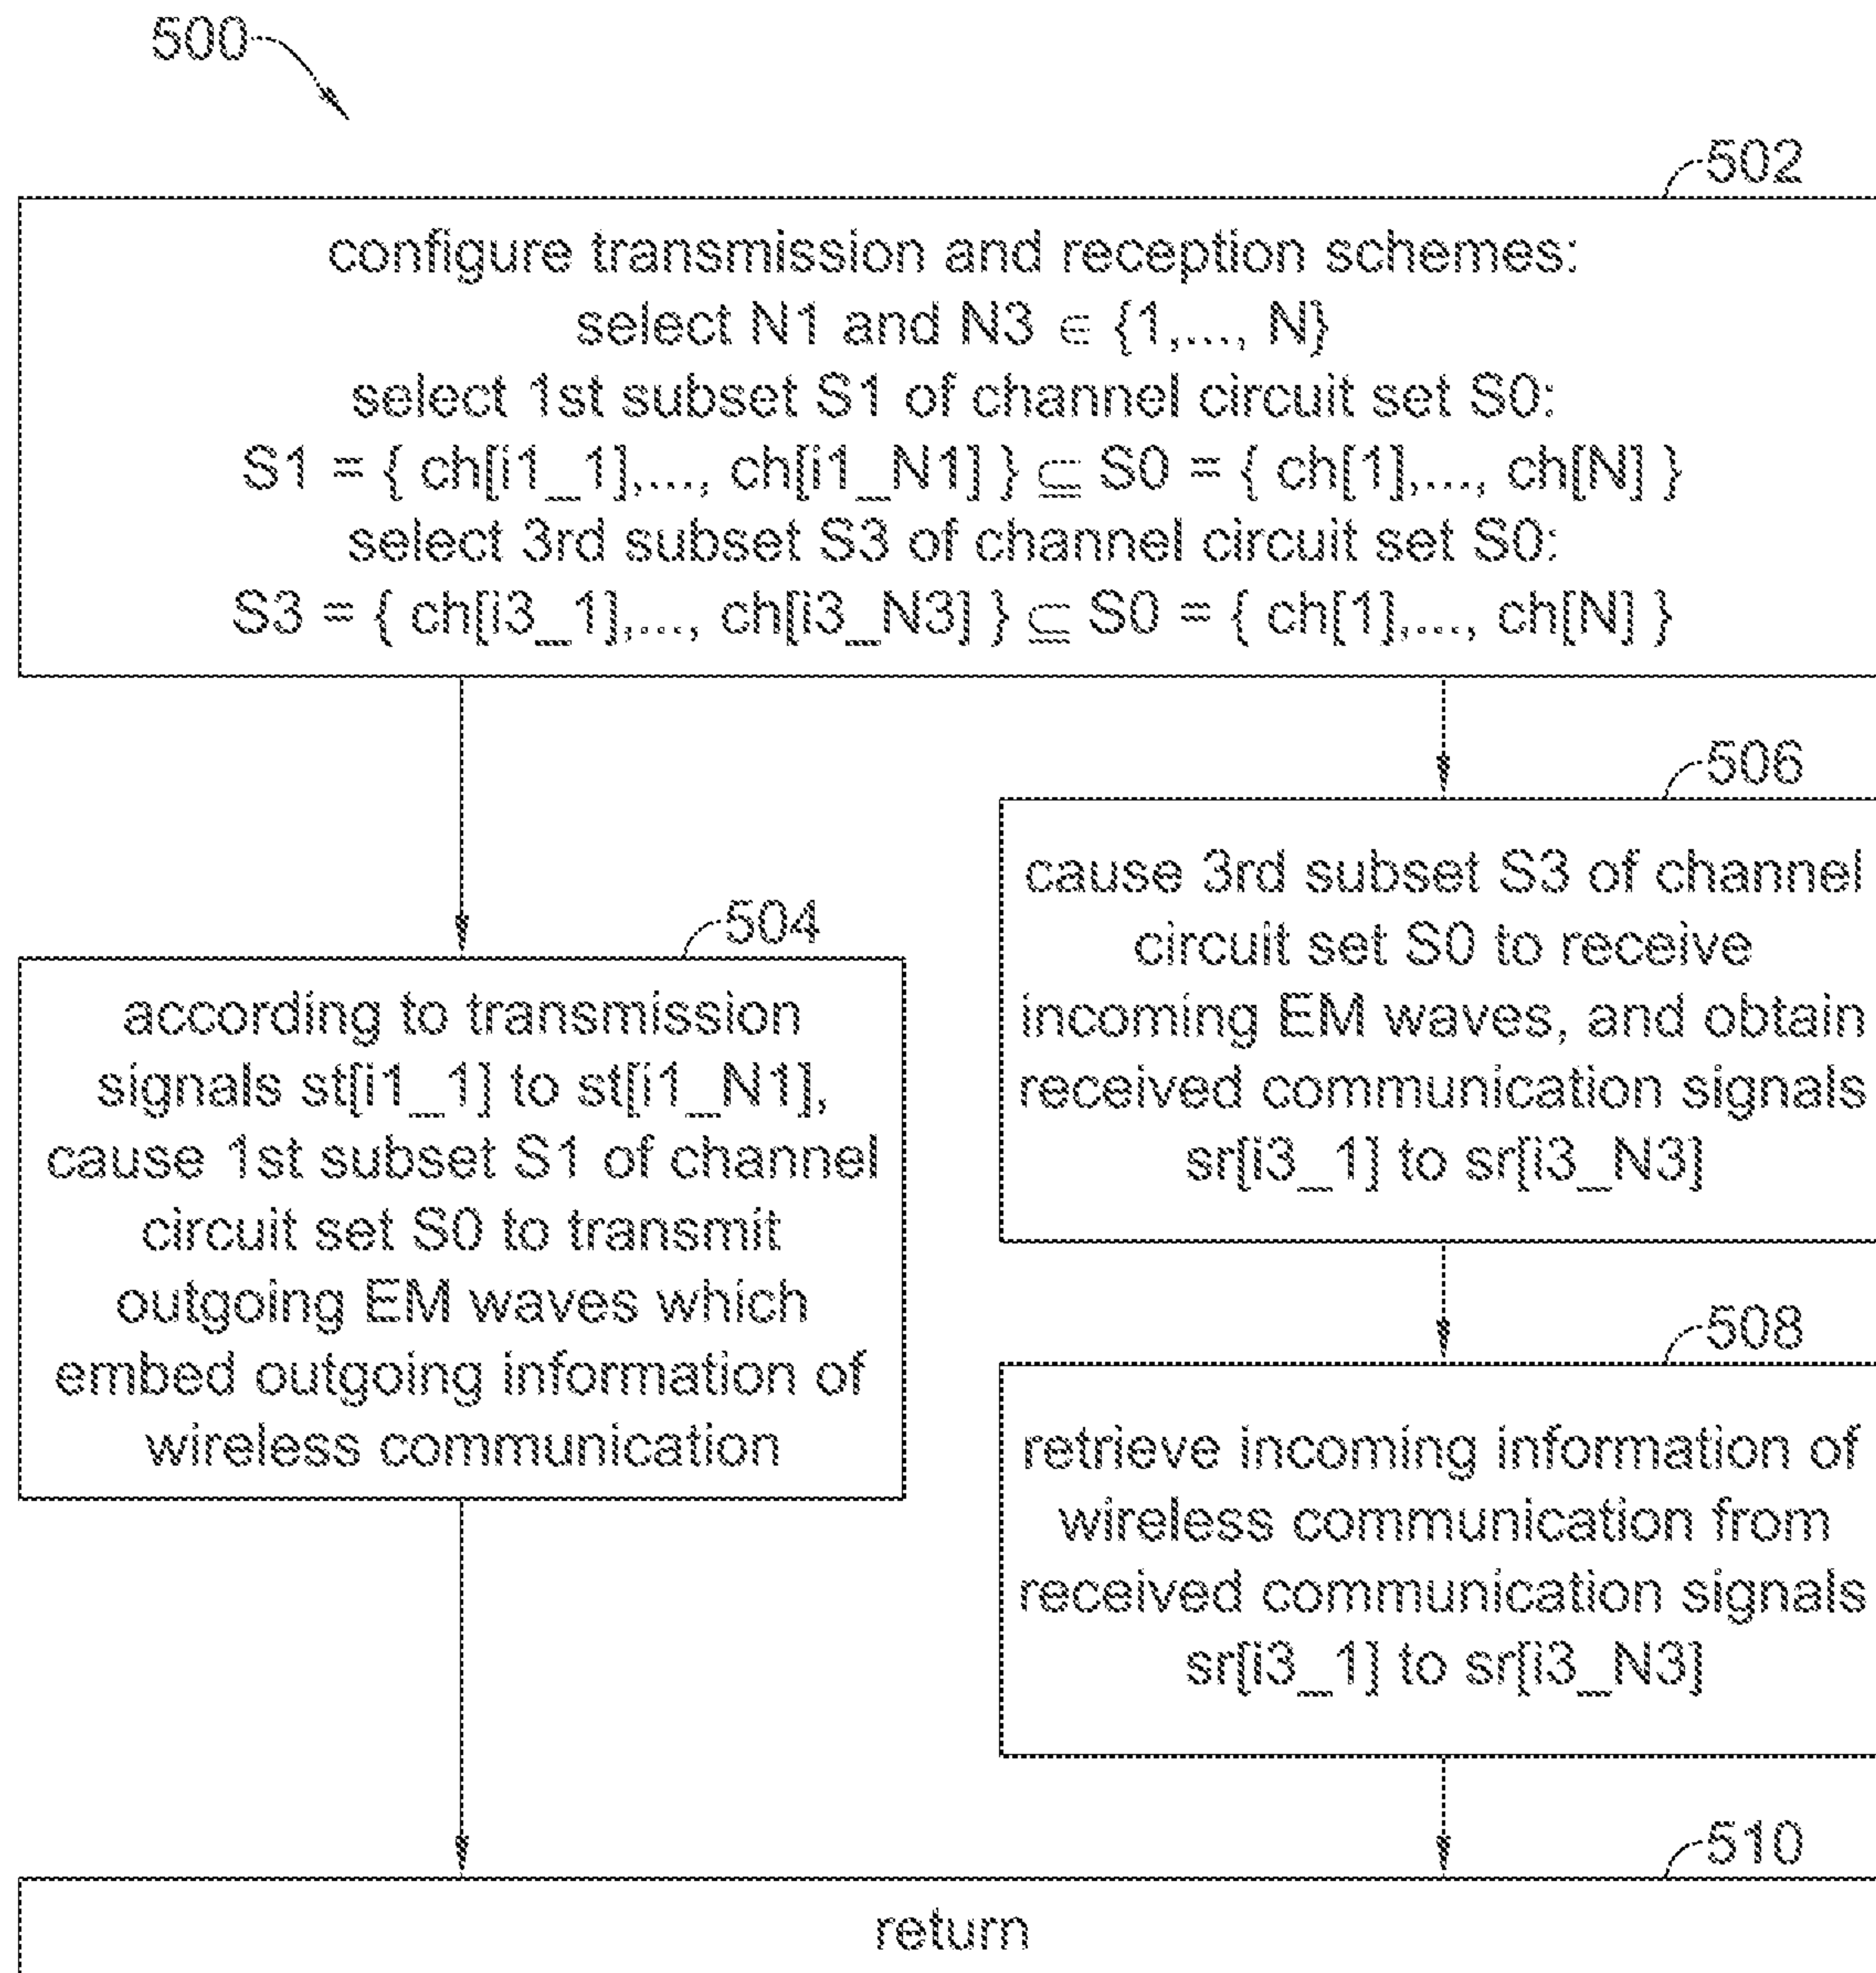 500
502
configure transmission and reception schemes:
select N1 and N3 ∈ {1,..., N}
select 1st subset S1 of channel circuit set S0:
S1 = { ch[i1_1],..., ch[i1_N1] } ⊆ S0 = { ch[1],..., ch[N] }
select 3rd subset S3 of channel circuit set S0:
S3 = { ch[i3_1],..., ch[i3_N3] } ⊆ S0 = { ch[1],..., ch[N] }
504
according to transmission
signals st[i1_1] to st[i1_N1],
cause 1st subset S1 of channel
circuit set S0 to transmit
outgoing EM waves which
embed outgoing information of
wireless communication
506
cause 3rd subset S3 of channel
circuit set S0 to receive
incoming EM waves, and obtain
received communication signals
sr[i3_1] to sr[i3_N3]
508
retrieve incoming information of
wireless communication from
received communication signals
sr[i3_1] to sr[i3_N3]
510
return